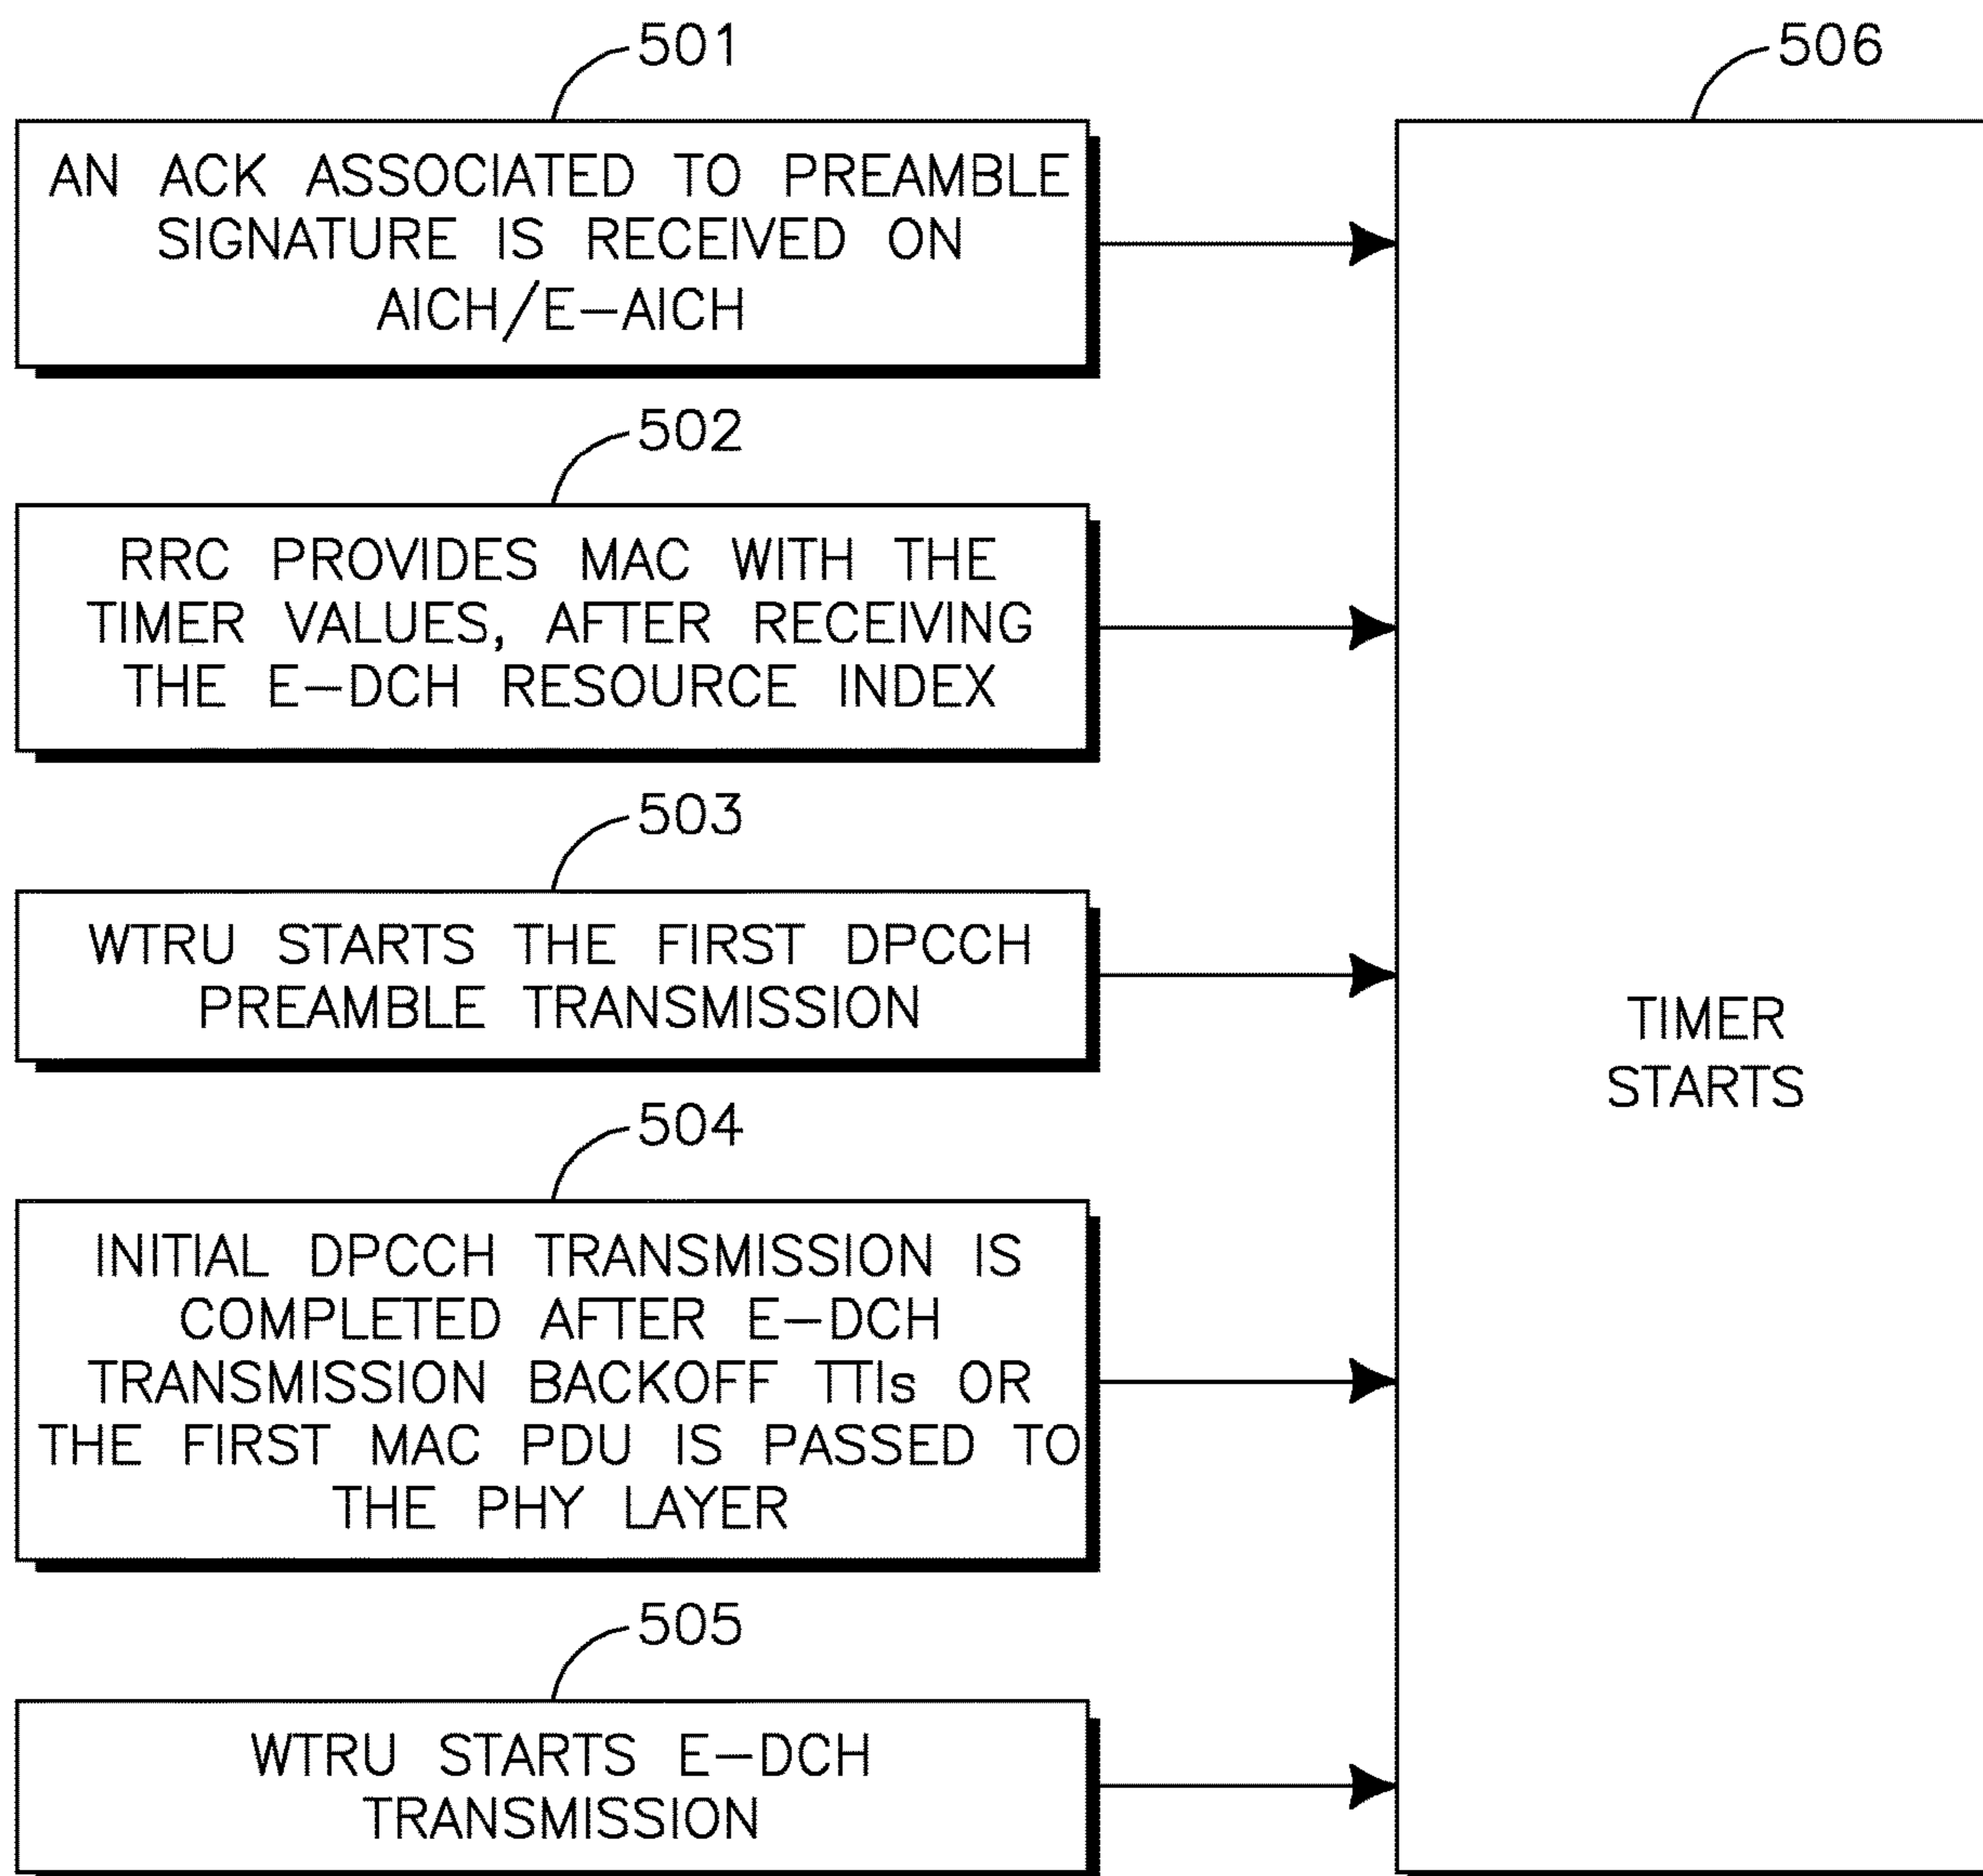 501
AN ACK ASSOCIATED TO PREAMBLE
SIGNATURE IS RECEIVED ON
AICH/E-AICH
502
RRC PROVIDES MAC WITH THE
TIMER VALUES, AFTER RECEIVING
THE E-DCH RESOURCE INDEX
503
WTRU STARTS THE FIRST DPCCH
PREAMBLE TRANSMISSION
504
INITIAL DPCCH TRANSMISSION IS
COMPLETED AFTER E-DCH
TRANSMISSION BACKOFF TTIs OR
THE FIRST MAC PDU IS PASSED TO
THE PHY LAYER
505
WTRU STARTS E-DCH
TRANSMISSION
506
TIMER
STARTS